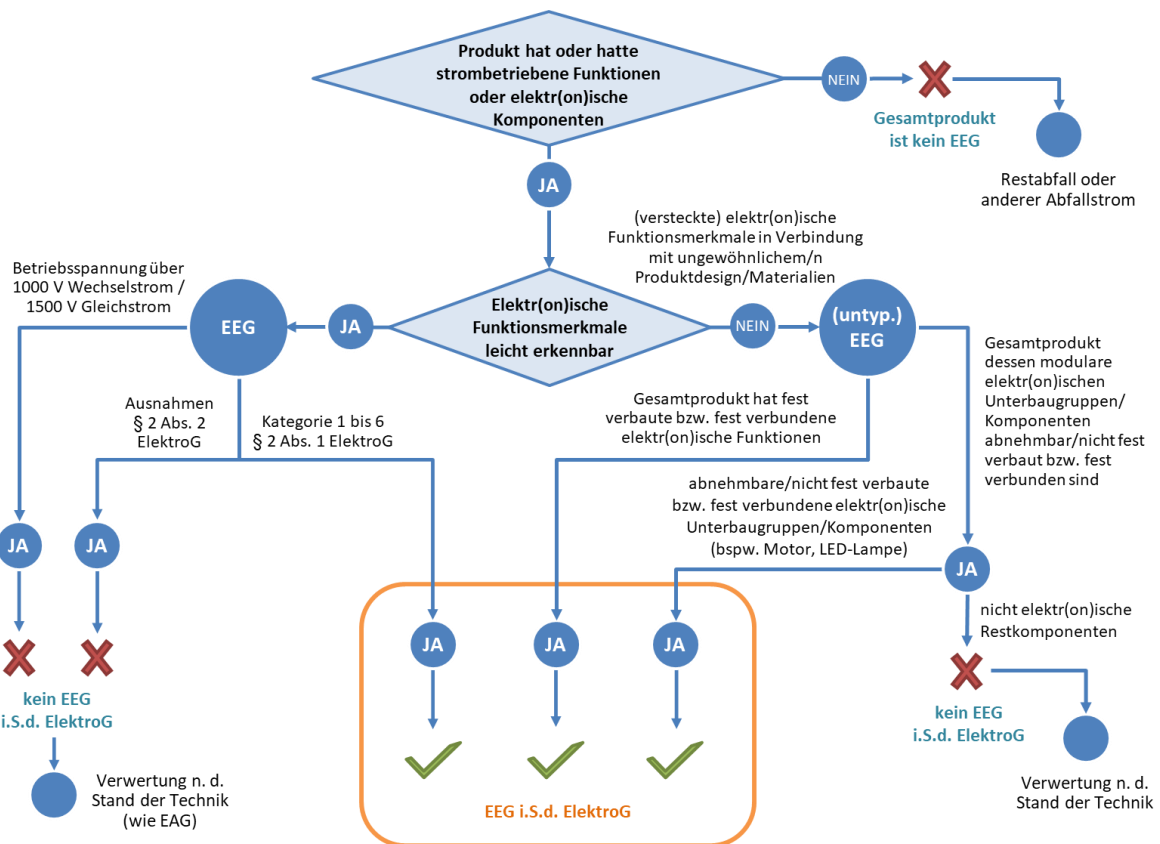 Produkt hat oder hatte
strombetriebene Funktionen
oder elektr(on)ische
Komponenten
NEIN
Gesamtprodukt
ist kein EEG
Restabfall oder
anderer Abfallstrom
JA
(versteckte) elektr(on)ische
Funktionsmerkmale in Verbindung
mit ungewöhnlichem/n
Produktdesign/Materialien
Betriebsspannung über
1000 V Wechselstrom /
1500 V Gleichstrom
EEG
JA
Elektr(on)ische
Funktionsmerkmale
leicht erkennbar
NEIN
(untyp.)
EEG
Gesamtprodukt
dessen modulare
elektr(on)ischen
Unterbaugruppen/
Komponenten
abnehmbar/nicht fest
verbaut bzw. fest
verbunden sind
Ausnahmen
§ 2 Abs. 2
ElektroG
Kategorie 1 bis 6
§ 2 Abs. 1 ElektroG
Gesamtprodukt hat fest
verbaute bzw. fest verbundene
elektr(on)ische Funktionen
abnehmbare/nicht fest verbaute
bzw. fest verbundene elektr(on)ische
Unterbaugruppen/Komponenten
(bspw. Motor, LED-Lampe)
JA
JA
JA
nicht elektr(on)ische
Restkomponenten
JA
JA
JA
kein EEG
i.S.d. ElektroG
kein EEG
i.S.d. ElektroG
Verwertung n. d.
Stand der Technik
(wie EAG)
EEG i.S.d. ElektroG
Verwertung n. d.
Stand der Technik